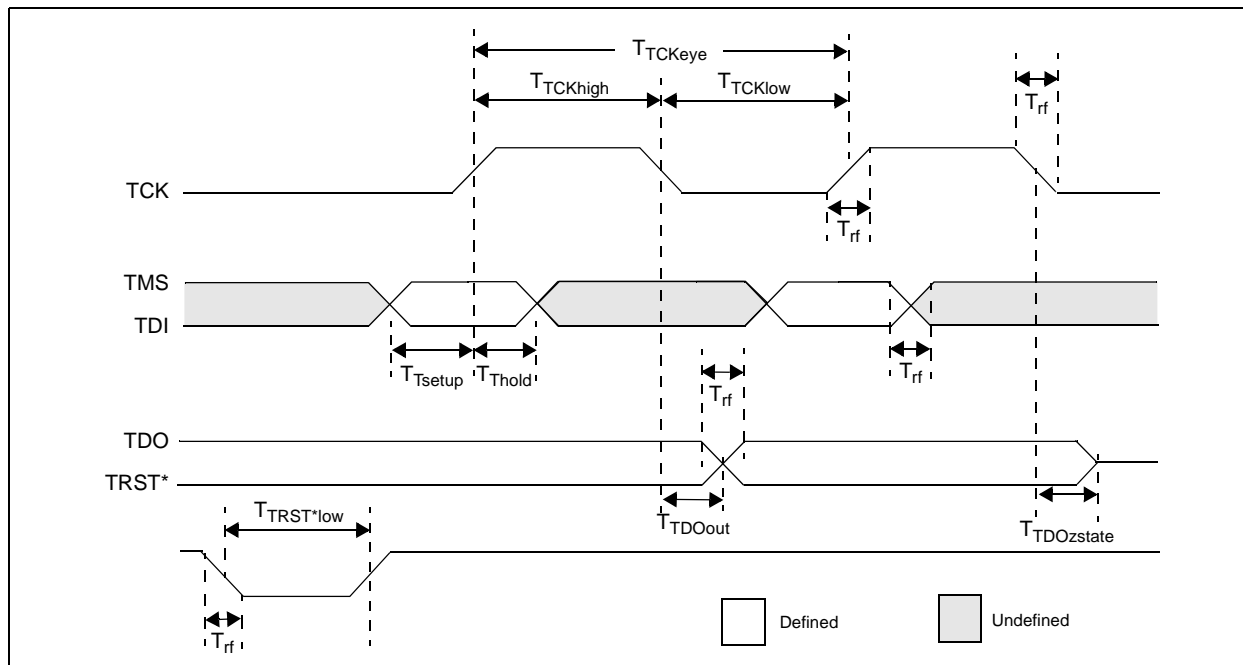 TTCKeye
TTCKhigh
TTCKlow
Trf
TCK
Trf
TMS
TDI
TTsetup
TThold
Trf
Trf
TDO
TRST*
TTRST*low
TTDOout
TTDOzstate
Trf
Defined
Undefined